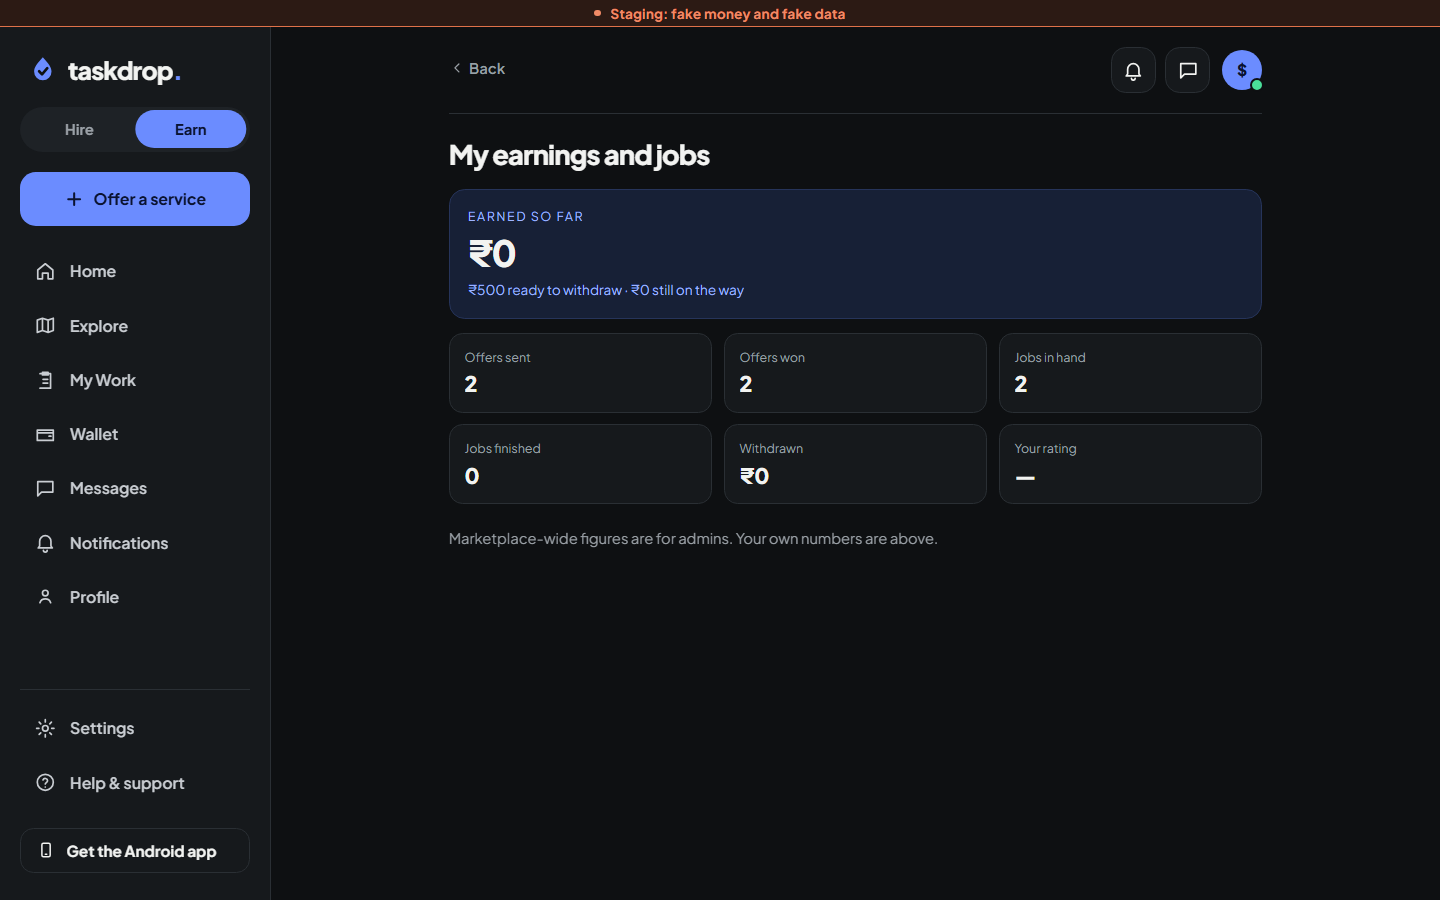 Staging: fake money and fake data
taskdrop.
Hire
Earn
+ Offer a service
Home
Explore
My Work
Wallet
Messages
Notifications
Profile
Settings
Help & support
Get the Android app
Back
$
My earnings and jobs
EARNED SO FAR
₹0
₹500 ready to withdraw · ₹0 still on the way
Offers sent
2
Offers won
2
Jobs in hand
2
Jobs finished
0
Withdrawn
₹0
Your rating
—
Marketplace-wide figures are for admins. Your own numbers are above.